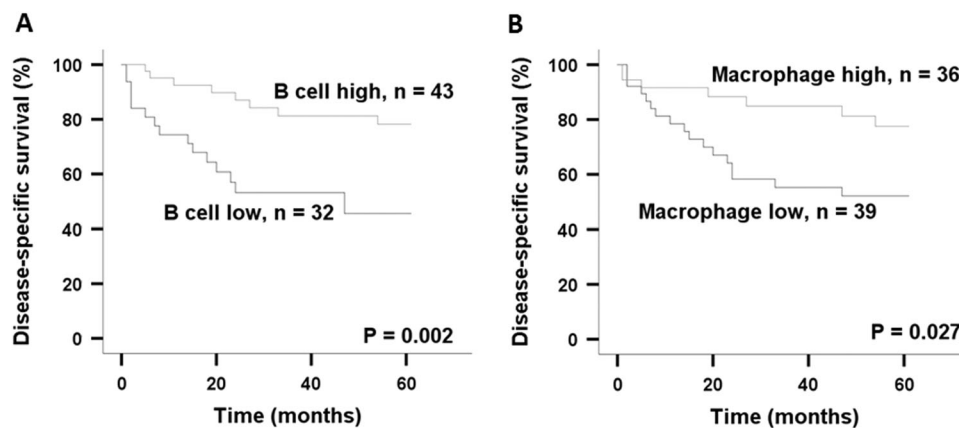 A
Disease-specific survival (%)
100
80
60
40
20
0
B cell high, n = 43
B cell low, n = 32
P = 0.002
0
20
40
60
Time (months)
B
Disease-specific survival (%)
100
80
60
40
20
0
Macrophage high, n = 36
Macrophage low, n = 39
P = 0.027
0
20
40
60
Time (months)